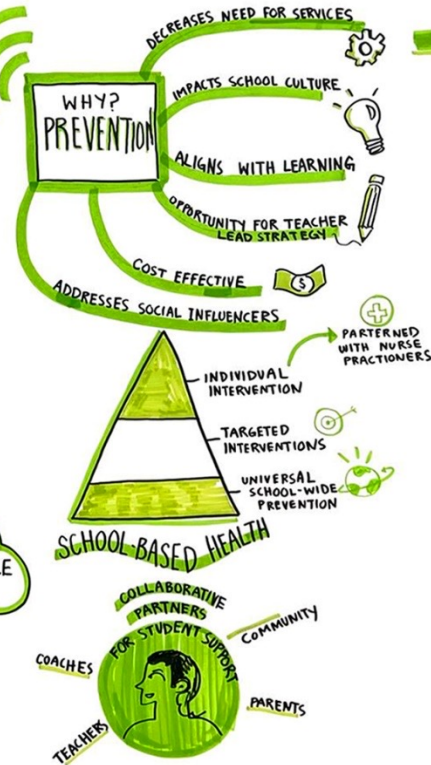 WHY?
PREVENTION
DECREASES NEED FOR SERVICES
IMPACTS SCHOOL CULTURE
ALIGNS WITH LEARNING
OPPORTUNITY FOR TEACHER
LEAD STRATEGY
COST EFFECTIVE
$
ADDRESSES SOCIAL INFLUENCERS
INDIVIDUAL
INTERVENTION
PARTERNED
WITH NURSE
PRACTIONERS
TARGETED
INTERVENTIONS
UNIVERSAL
SCHOOL-WIDE
PREVENTION
SCHOOL-BASED HEALTH
E
COLLABORATIVE
PARTNERS
FOR STUDENT SUPPORT
COMMUNITY
COACHES
PARENTS
TEACHERS